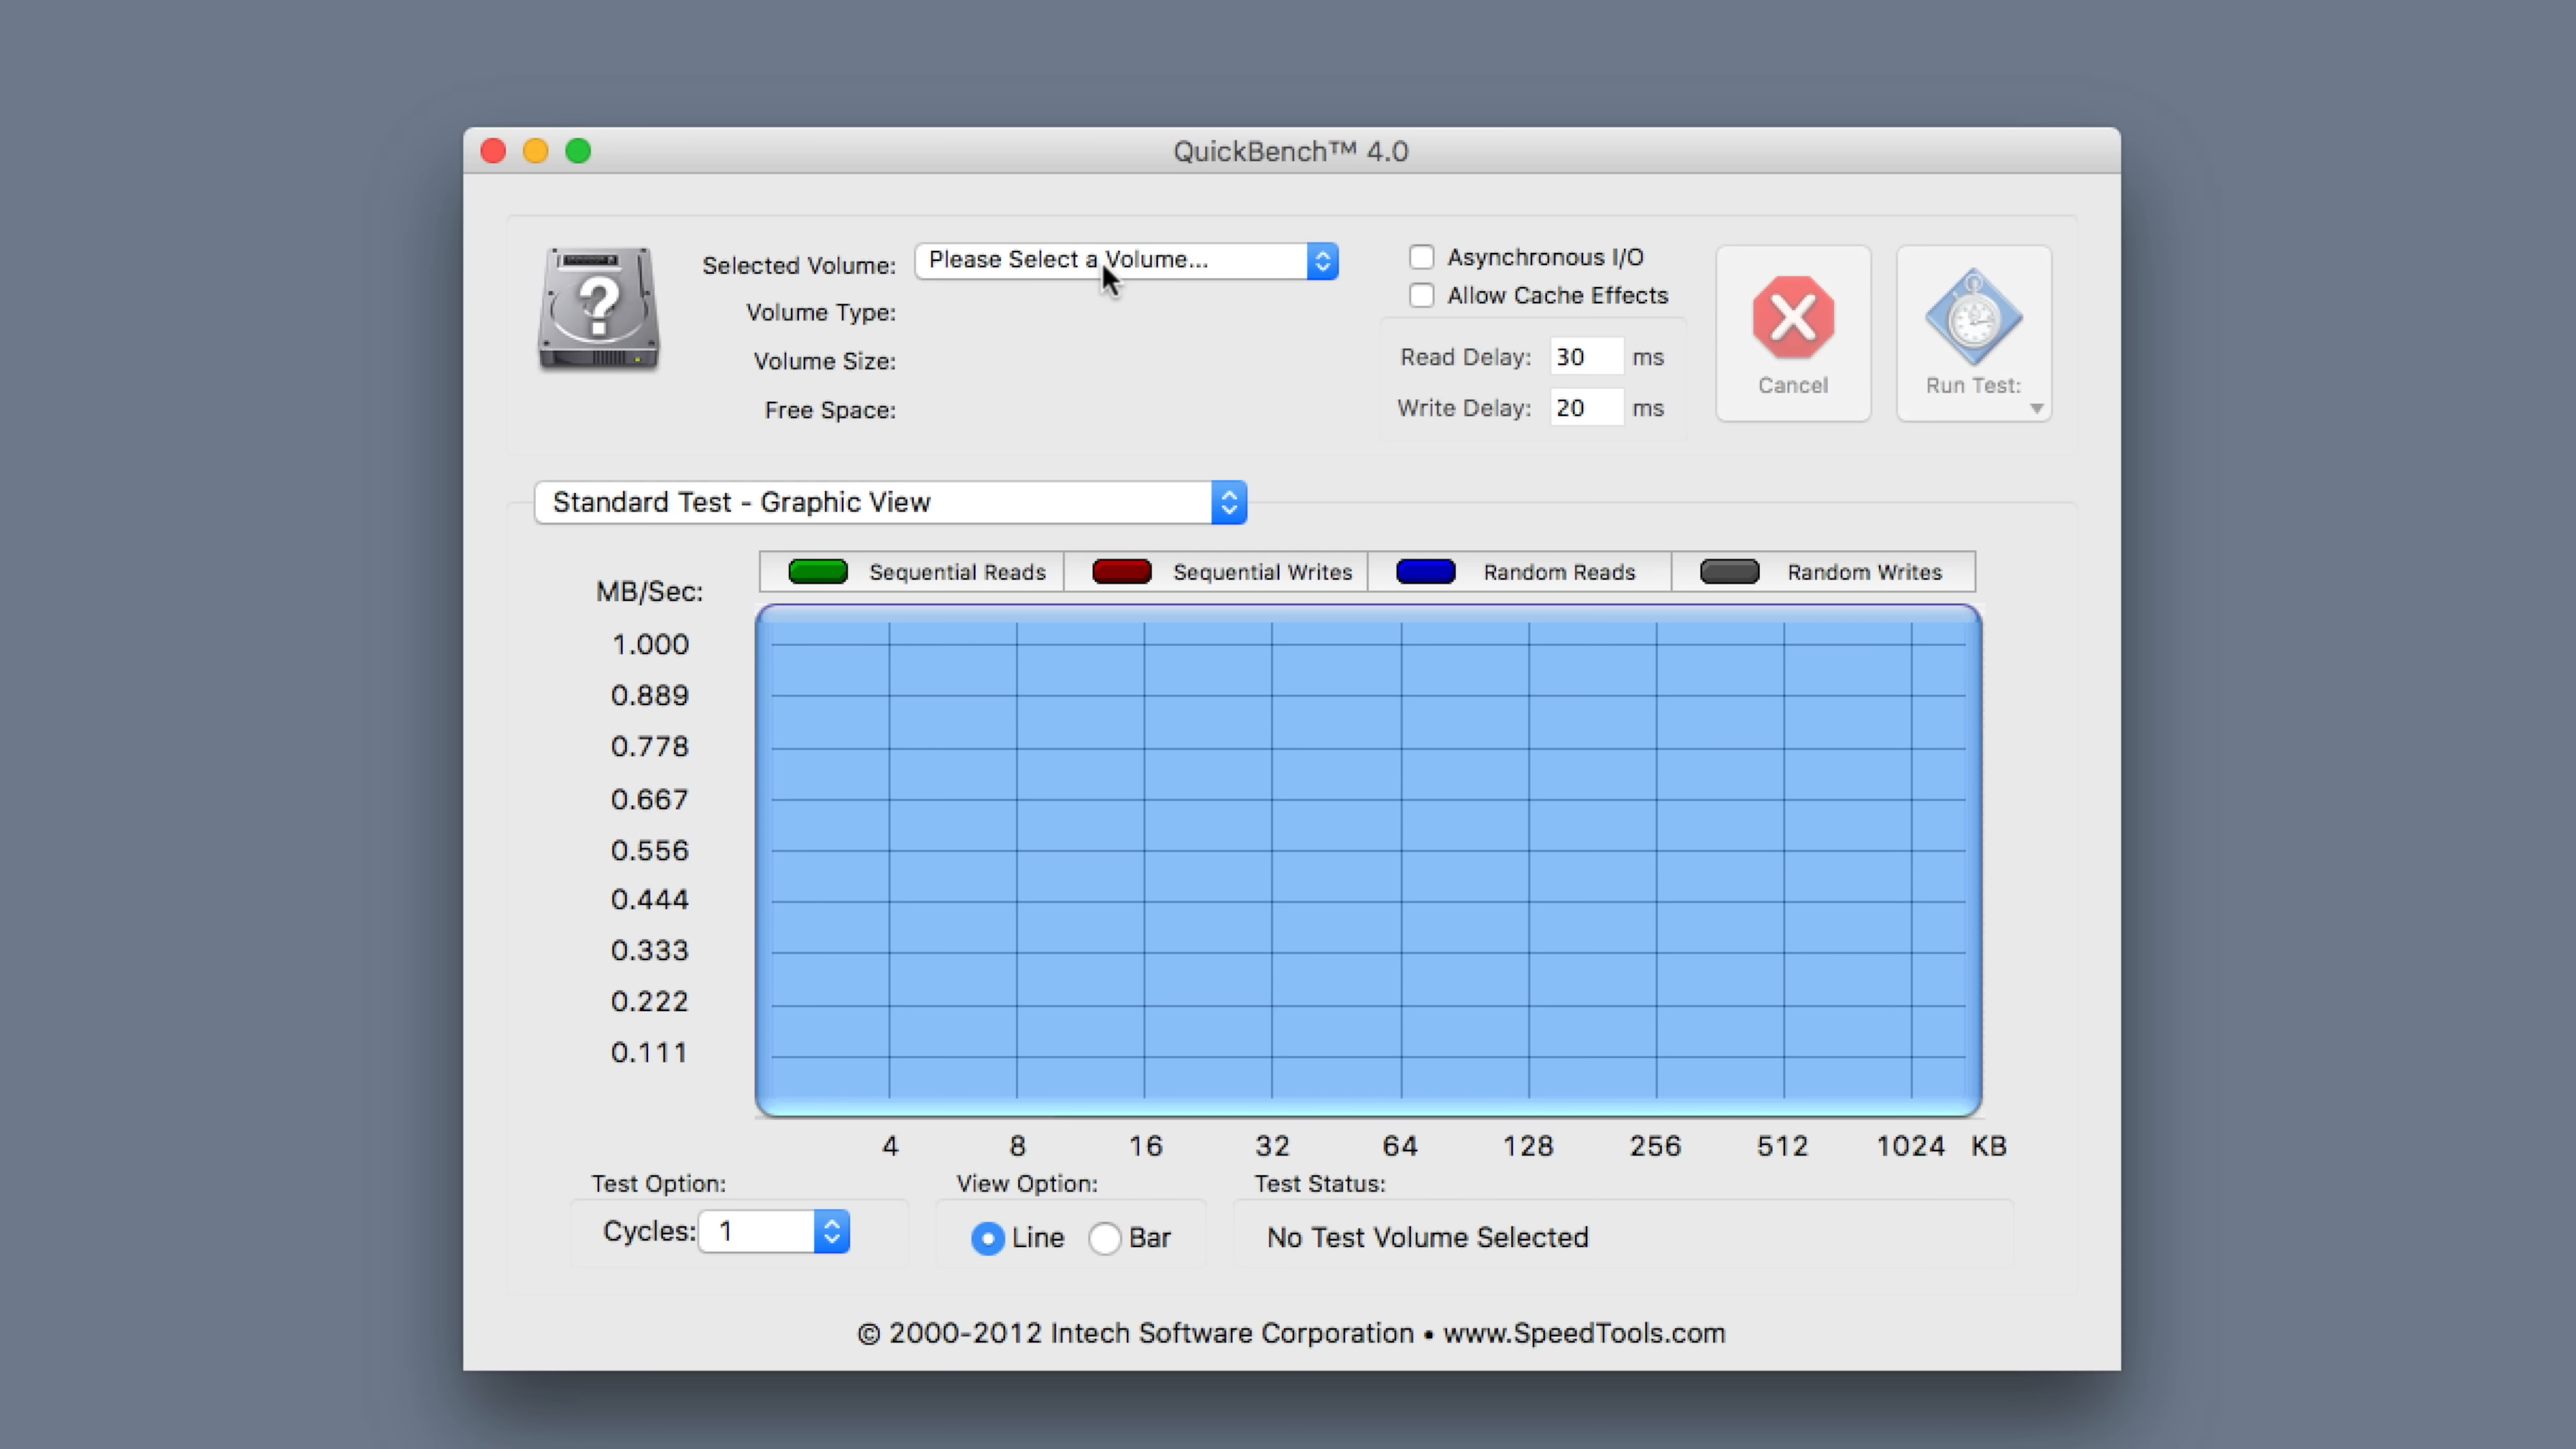 QuickBench™ 4.0
Selected Volume: Please Select a Volume...
Volume Type:
Volume Size:
Free Space:
Asynchronous I/O
Allow Cache Effects
Read Delay: 30 ms
Write Delay: 20 ms
Cancel
Run Test:
Standard Test - Graphic View
Sequential Reads Sequential Writes Random Reads Random Writes
MB/Sec:
1.000
0.889
0.778
0.667
0.556
0.444
0.333
0.222
0.111
4 8 16 32 64 128 256 512 1024 KB
Test Option: View Option: Test Status:
Cycles: 1 Line Bar No Test Volume Selected
© 2000-2012 Intech Software Corporation • www.SpeedTools.com